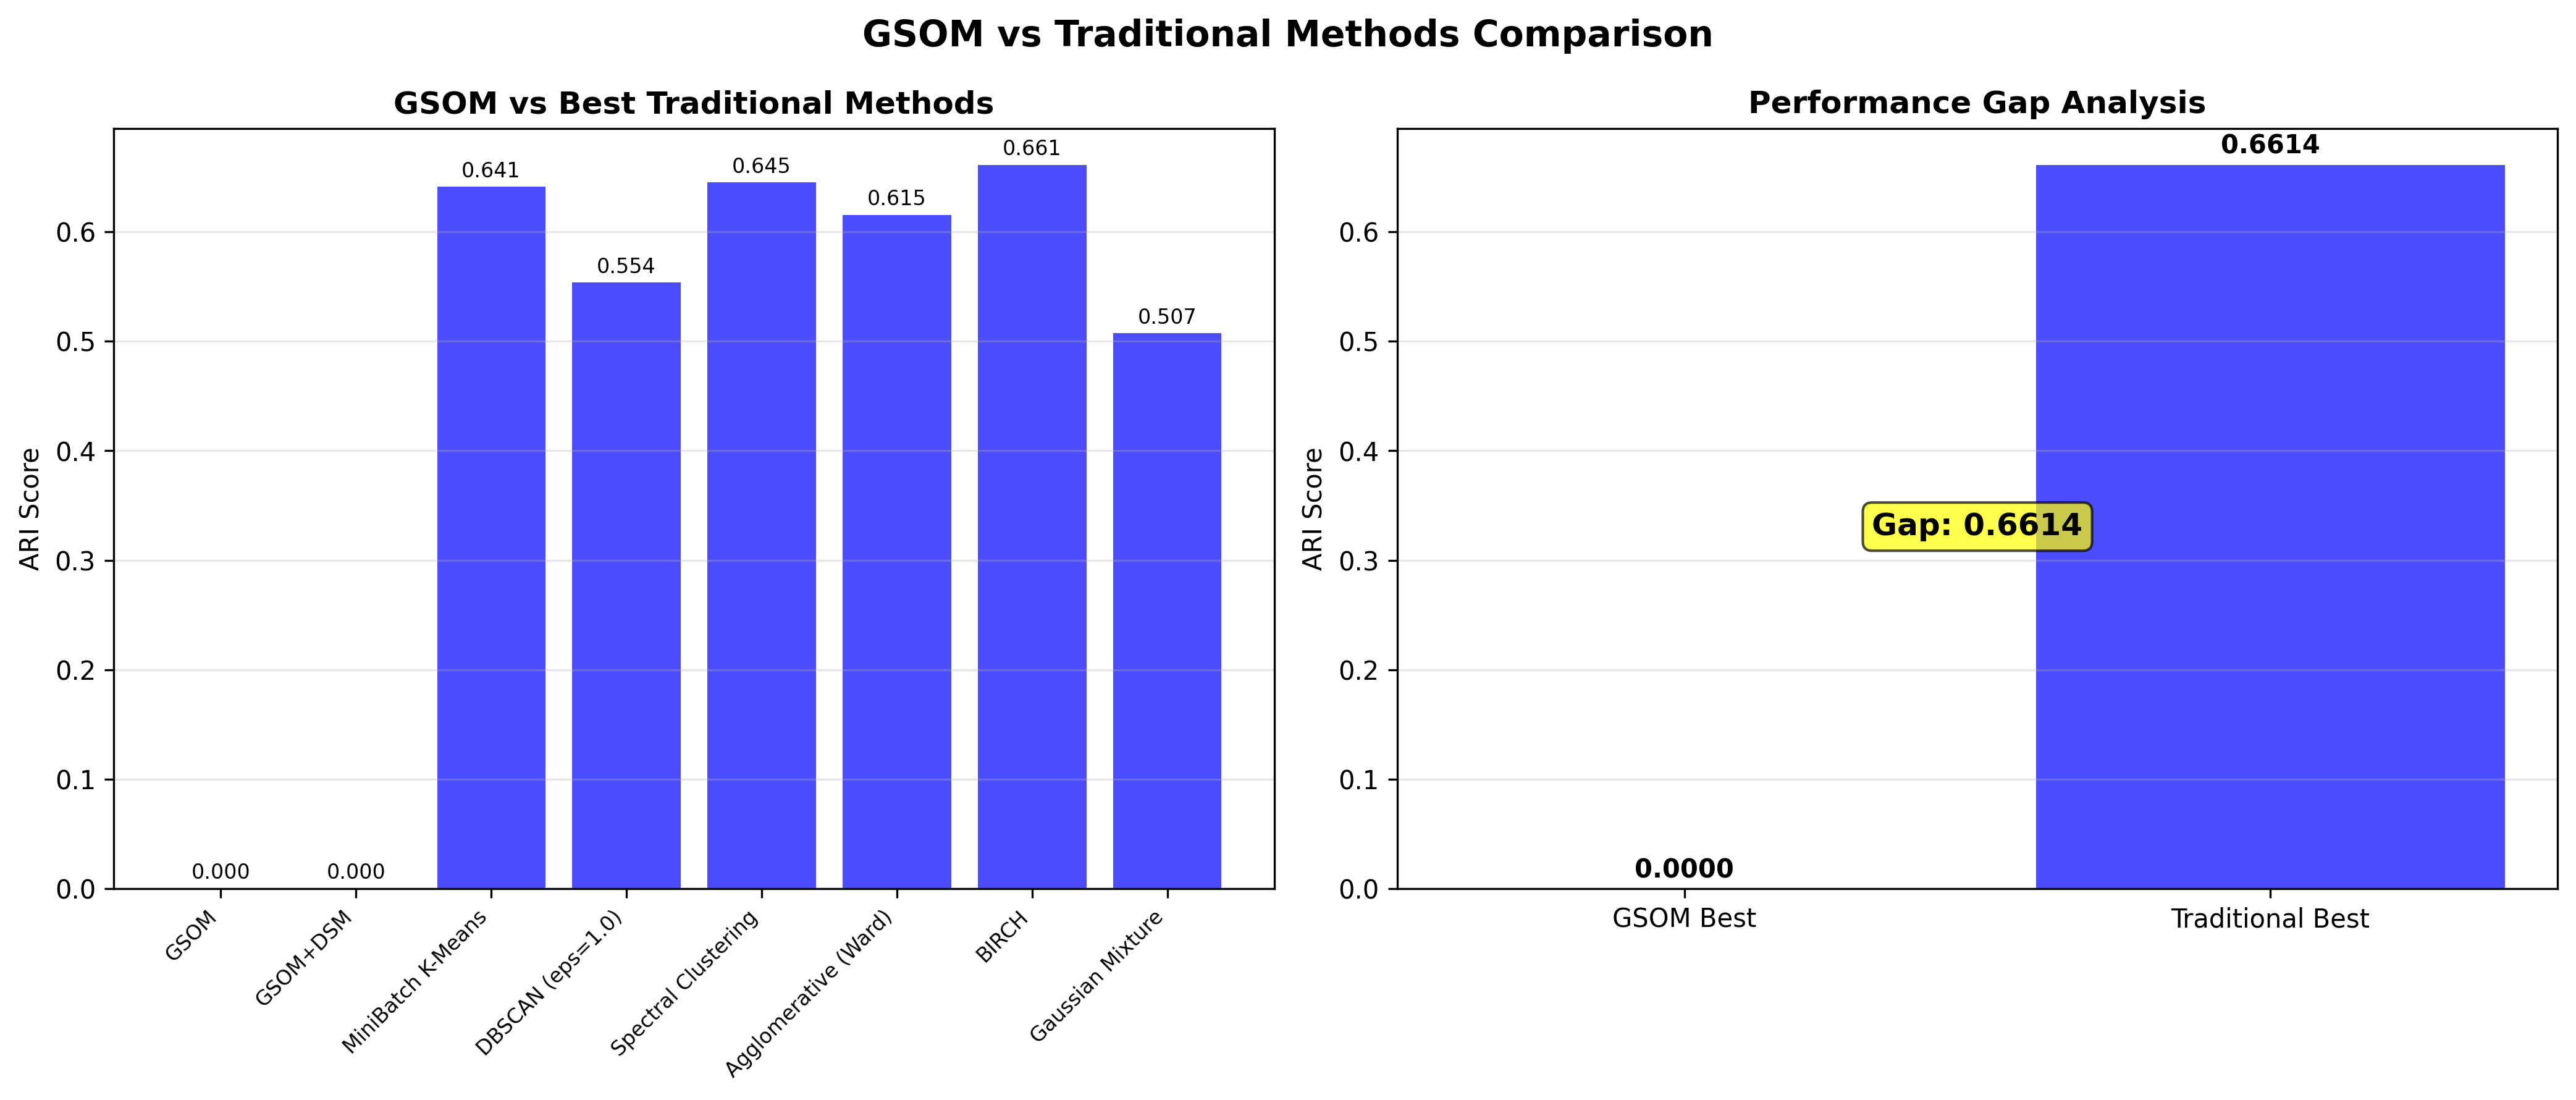 GSOM vs Traditional Methods Comparison
GSOM vs Best Traditional Methods
ARI Score
0.6
0.5
0.4
0.3
0.2
0.1
0.0
0.000
0.000
0.641
0.554
0.645
0.615
0.661
0.507
GSOM
GSOM+DSM
MiniBatch K-Means
DBSCAN (eps=1.0)
Spectral Clustering
Agglomerative (Ward)
BIRCH
Gaussian Mixture
Performance Gap Analysis
ARI Score
0.6
0.5
0.4
0.3
0.2
0.1
0.0
0.0000
0.6614
Gap: 0.6614
GSOM Best
Traditional Best